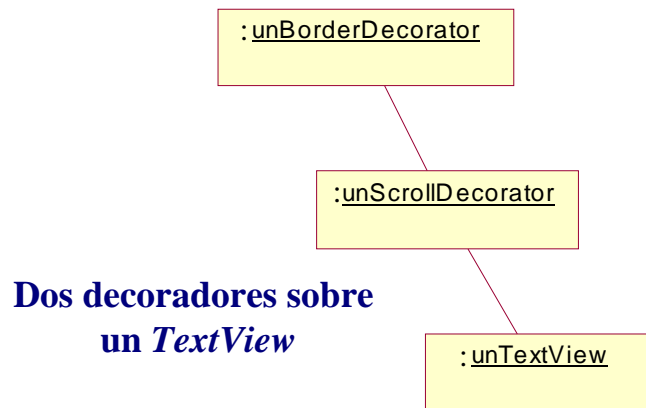 :unBorderDecorator
:unScrollDecorator
Dos decoradores sobre
un TextView
:unTextView